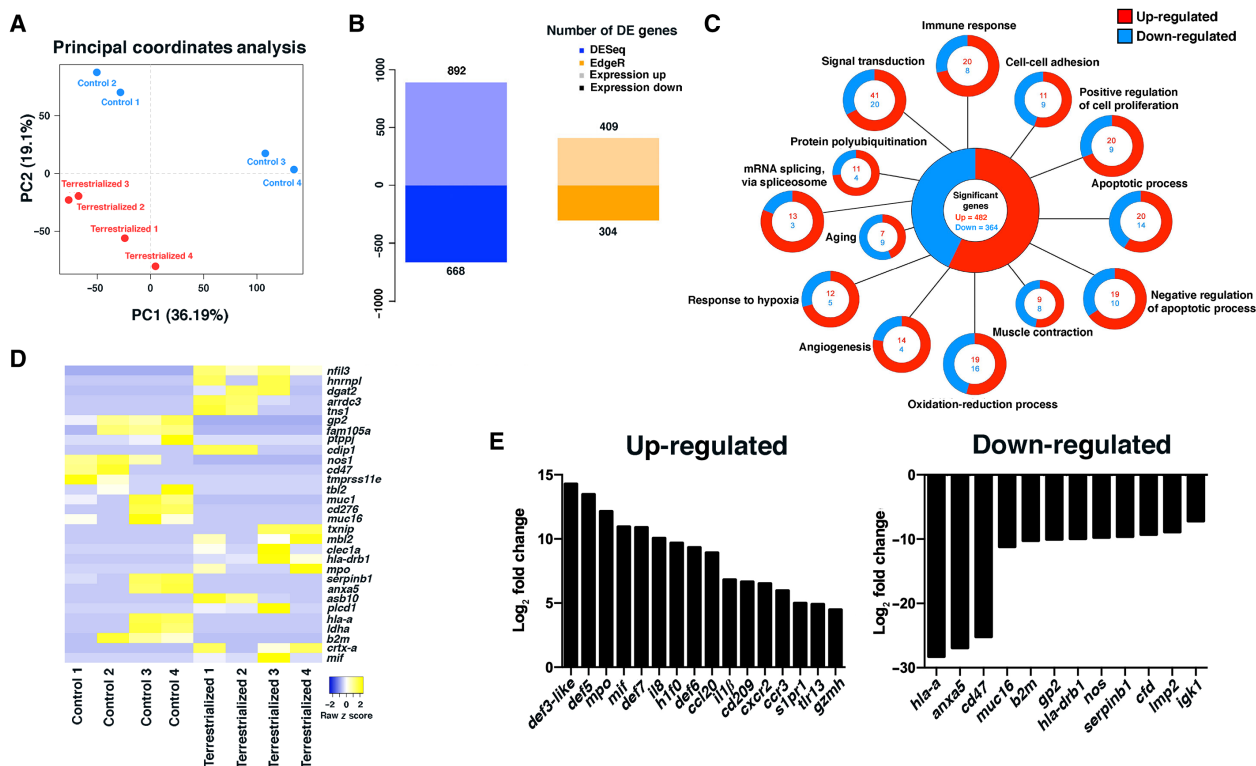 A
Principal coordinates analysis
Control 2
Control 1
Control 3
Control 4
Terrestrialized 3
Terrestrialized 2
Terrestrialized 1
Terrestrialized 4
50
0
−50
−50
0
50
100
PC2 (19.1%)
PC1 (36.19%)
B
Number of DE genes
DESeq
EdgeR
Expression up
Expression down
1000
500
0
−500
−1000
892
668
409
304
C
Up-regulated
Down-regulated
Immune response
20
8
Cell-cell adhesion
11
9
Positive regulation
of cell proliferation
20
9
Apoptotic process
20
14
Negative regulation
of apoptotic process
19
10
Muscle contraction
9
8
Oxidation-reduction process
19
16
Angiogenesis
14
4
Response to hypoxia
12
5
Aging
7
9
mRNA splicing,
via spliceosome
13
3
Protein polyubiquitination
11
4
Signal transduction
41
20
Significant
genes
Up = 482
Down = 364
D
nfil3
hnrnpl
dgat2
arrdc3
tns1
gp2
fam105a
ptppj
cdip1
nos1
cd47
tmprss11e
tbl2
muc1
cd276
muc16
txnip
mbl2
clec1a
hla-drb1
mpo
serpinb1
anxa5
asb10
plcd1
hla-a
ldha
b2m
crtx-a
mif
Control 1
Control 2
Control 3
Control 4
Terrestrialized 1
Terrestrialized 2
Terrestrialized 3
Terrestrialized 4
−2 0 2
Raw z score
E
Up-regulated
Log2 fold change
15
10
5
0
def3-like
def5
mpo
mif
def7
il8
h1f0
def6
ccl20
il1β
cd209
cxcr2
ccr3
s1pr1
tlr13
gzmh
Down-regulated
Log2 fold change
0
−10
−20
−30
hla-a
anxa5
cd47
muc16
b2m
gp2
hla-drb1
nos
serpinb1
cfd
lmp2
igk1